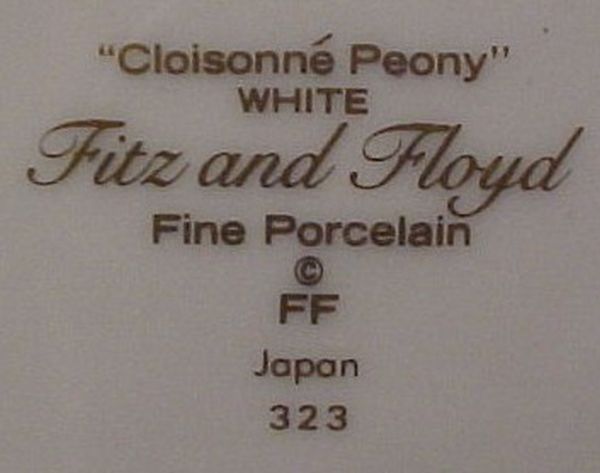 "Cloisonné Peony"
WHITE
Fitz and Floyd
Fine Porcelain
©
FF
Japan
323